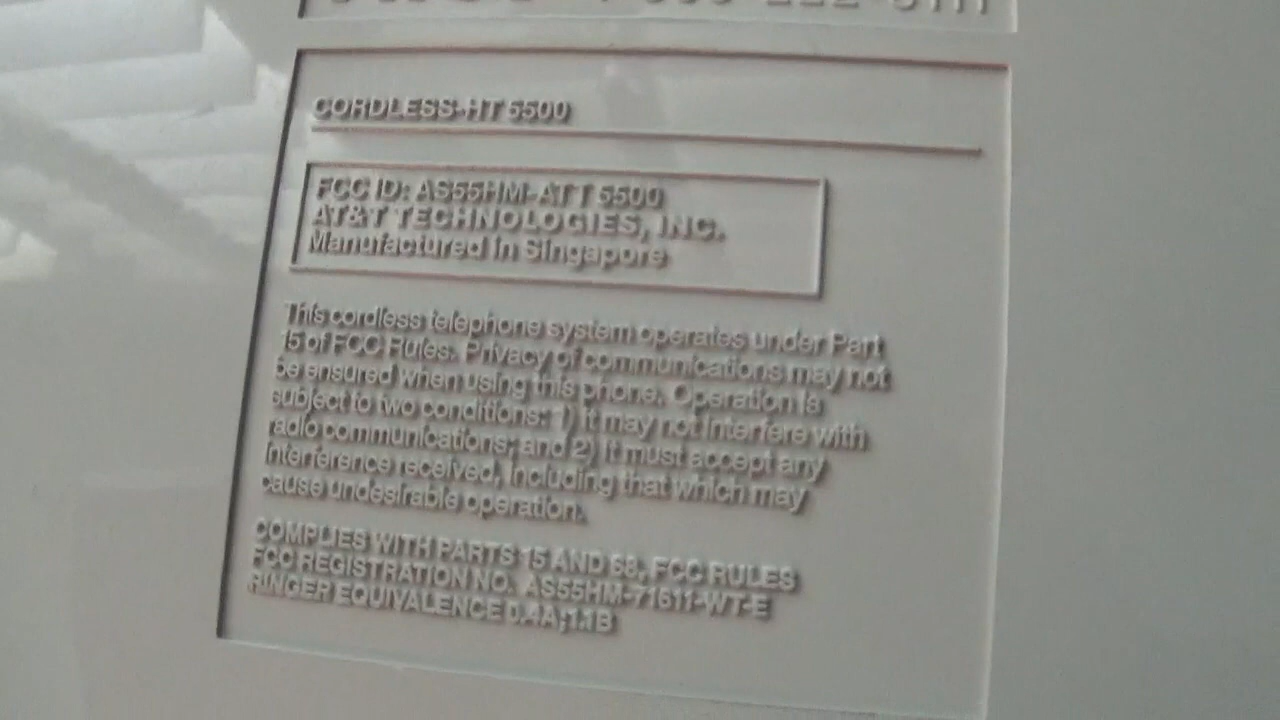 CORDLESS-HT 5500
FCC ID: AS55HM-ATT 5500
AT&T TECHNOLOGIES, INC.
Manufactured in Singapore
This cordless telephone system operates under Part
15 of FCC Rules. Privacy of communications may not
be ensured when using this phone. Operation is
subject to two conditions: 1) it may not interfere with
radio communications; and 2) it must accept any
interference received, including that which may
cause undesirable operation.
COMPLIES WITH PARTS 15 AND 68, FCC RULES
FCC REGISTRATION NO. AS55HM-71611-WT-E
RINGER EQUIVALENCE 0.4A;1.1B